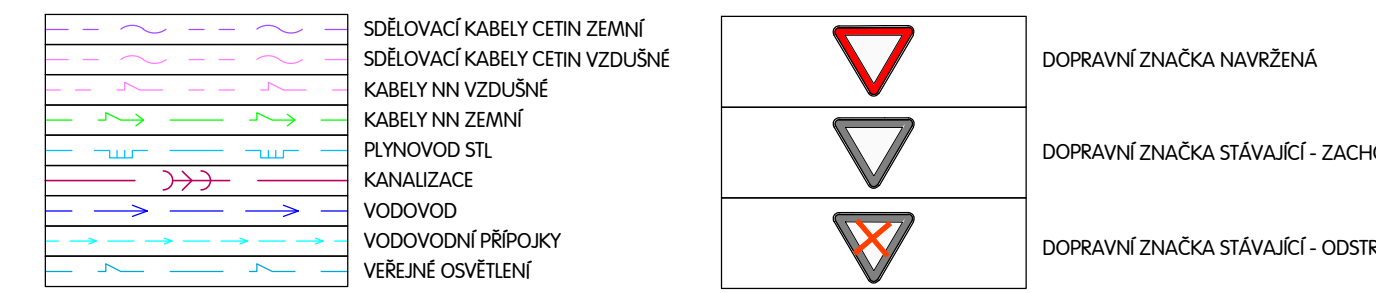 SDĚLOVACÍ KABELY CETIN ZEMNÍ
SDĚLOVACÍ KABELY CETIN VZDUŠNÉ
KABELY NN VZDUŠNÉ
KABELY NN ZEMNÍ
PLYNOVOD STL
KANALIZACE
VODOVOD
VODOVODNÍ PŘÍPOJKY
VEŘEJNÉ OSVĚTLENÍ
DOPRAVNÍ ZNAČKA NAVRŽENÁ
DOPRAVNÍ ZNAČKA STÁVAJÍCÍ - 
DOPRAVNÍ ZNAČKA STÁVAJÍCÍ -